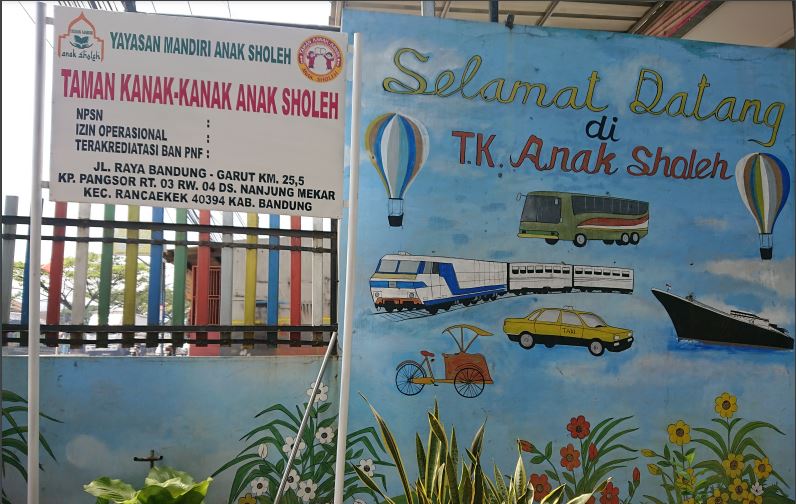 anak sholeh
YAYASAN MANDIRI ANAK SHOLEH
TAMAN KANAK-KANAK ANAK SHOLEH
NPSN :
IZIN OPERASIONAL :
TERAKREDIATASI BAN PNF :
JL. RAYA BANDUNG - GARUT KM. 25,5
KP. PANGSOR RT. 03 RW. 04 DS. NANJUNG MEKAR
KEC. RANCAEKEK 40394 KAB. BANDUNG
Selamat Datang
di
T.K. Anak Sholeh
TAXI